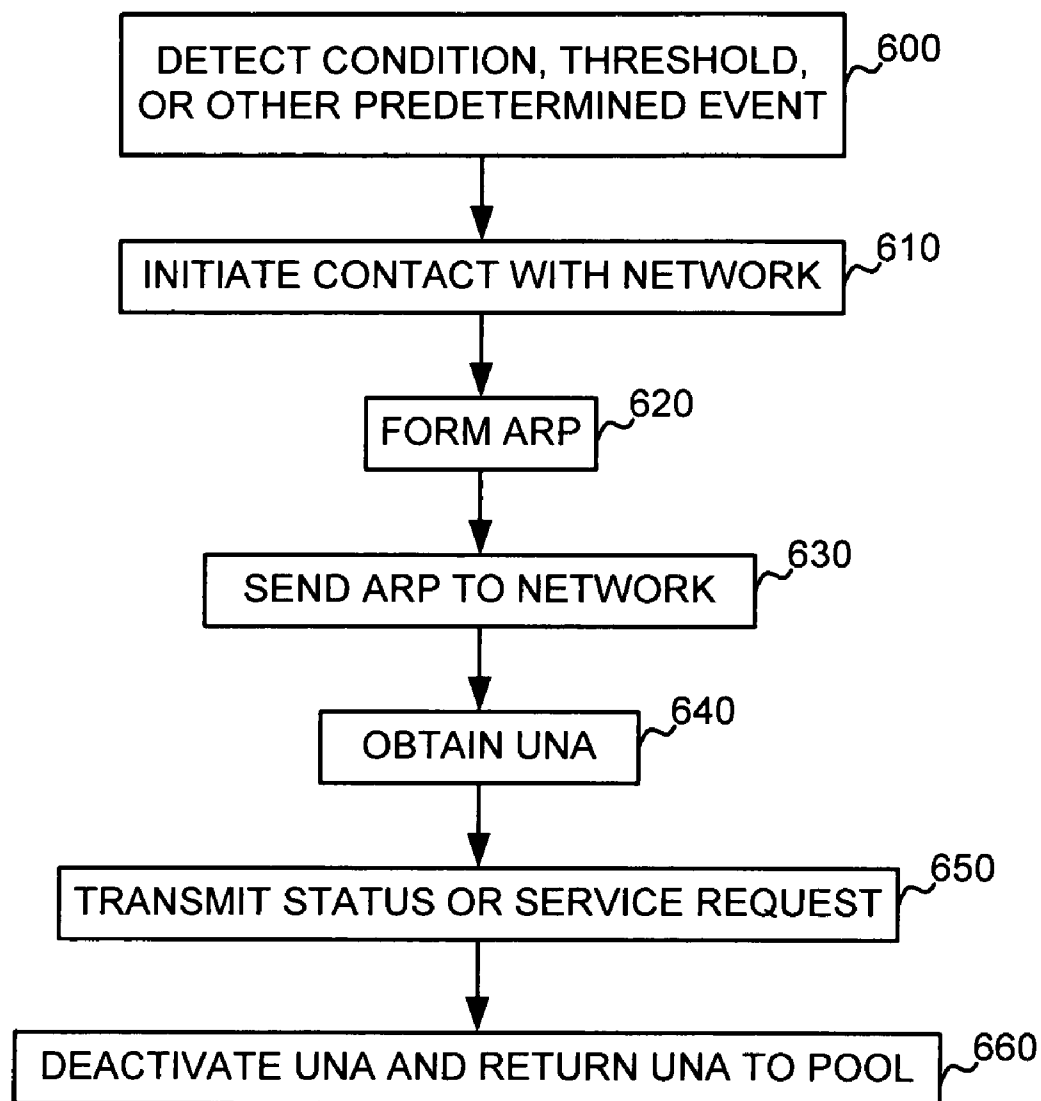 DETECT CONDITION, THRESHOLD,
OR OTHER PREDETERMINED EVENT
600
INITIATE CONTACT WITH NETWORK
610
FORM ARP
620
SEND ARP TO NETWORK
630
OBTAIN UNA
640
TRANSMIT STATUS OR SERVICE REQUEST
650
DEACTIVATE UNA AND RETURN UNA TO POOL
660